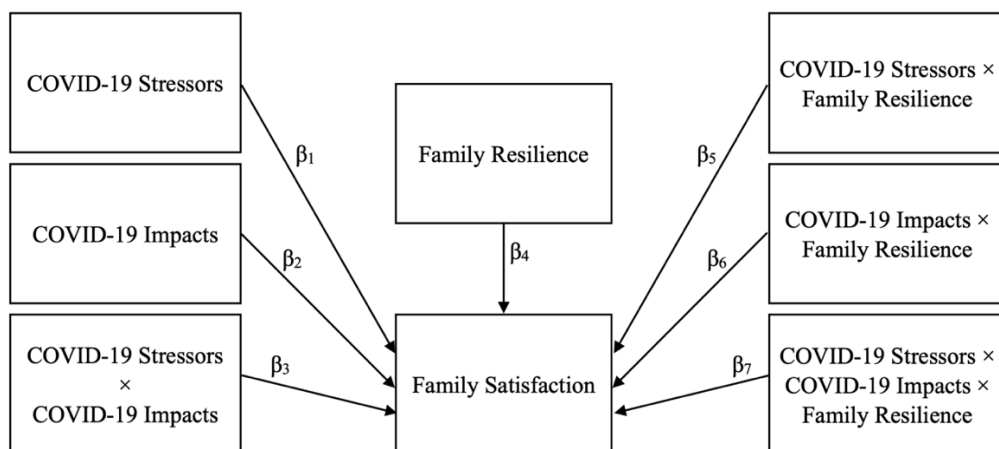 COVID-19 Stressors
COVID-19 Impacts
COVID-19 Stressors
×
COVID-19 Impacts
β1
β2
β3
Family Resilience
β4
Family Satisfaction
β5
β6
β7
COVID-19 Stressors ×
Family Resilience
COVID-19 Impacts ×
Family Resilience
COVID-19 Stressors ×
COVID-19 Impacts ×
Family Resilience